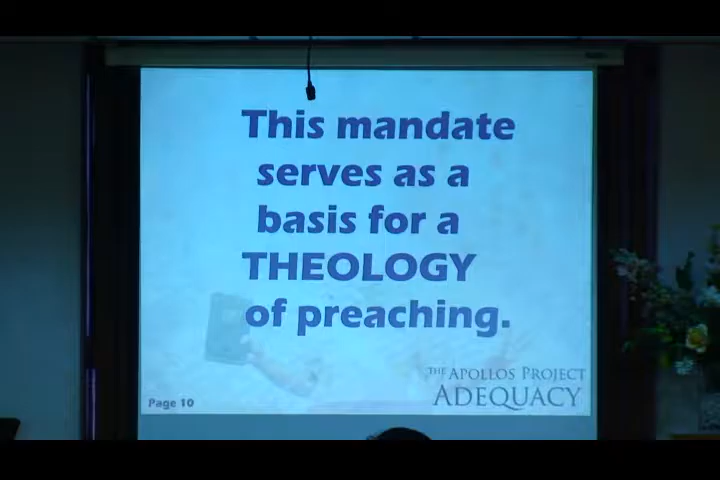 This mandate
serves as a
basis for a
THEOLOGY
of preaching.
THE APOLLOS PROJECT
ADEQUACY
Page 10